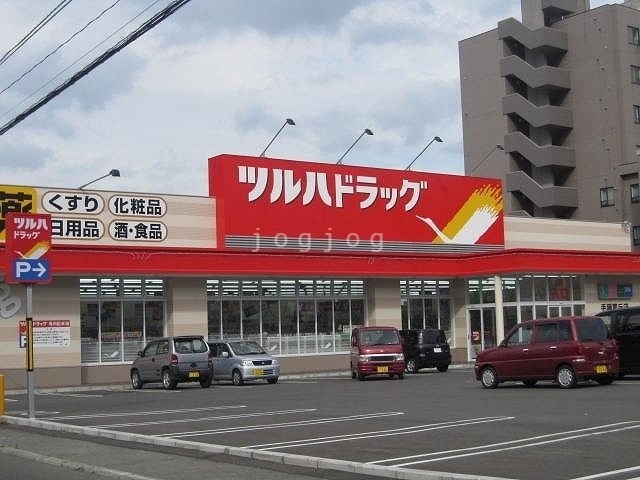 ツルハドラッグ
薬
くすり
化粧品
日用品
酒・食品
ツルハ
ドラッグ
P
jogjog